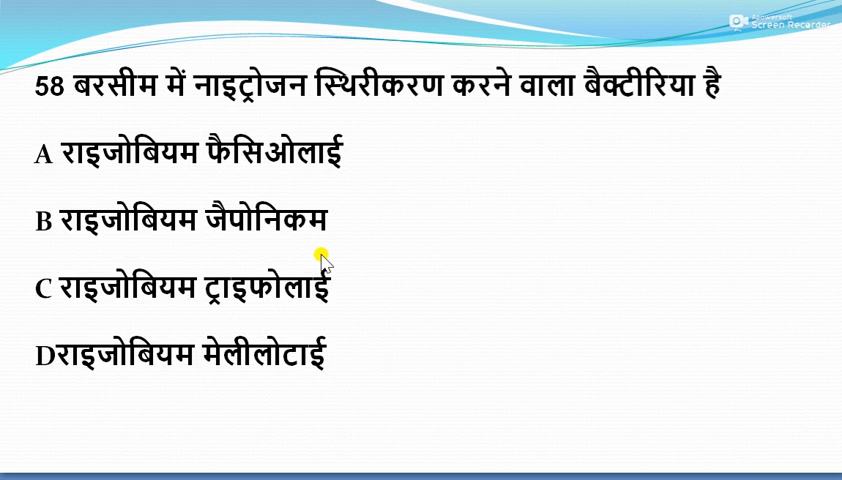 Apowersoft
Screen Recorder
58 बरसीम में नाइट्रोजन स्थिरीकरण करने वाला बैक्टीरिया है
A राइजोबियम फैसिओलाई
B राइजोबियम जैपोनिकम
C राइजोबियम ट्राइफोलाई
Dराइजोबियम मेलीलोटाई